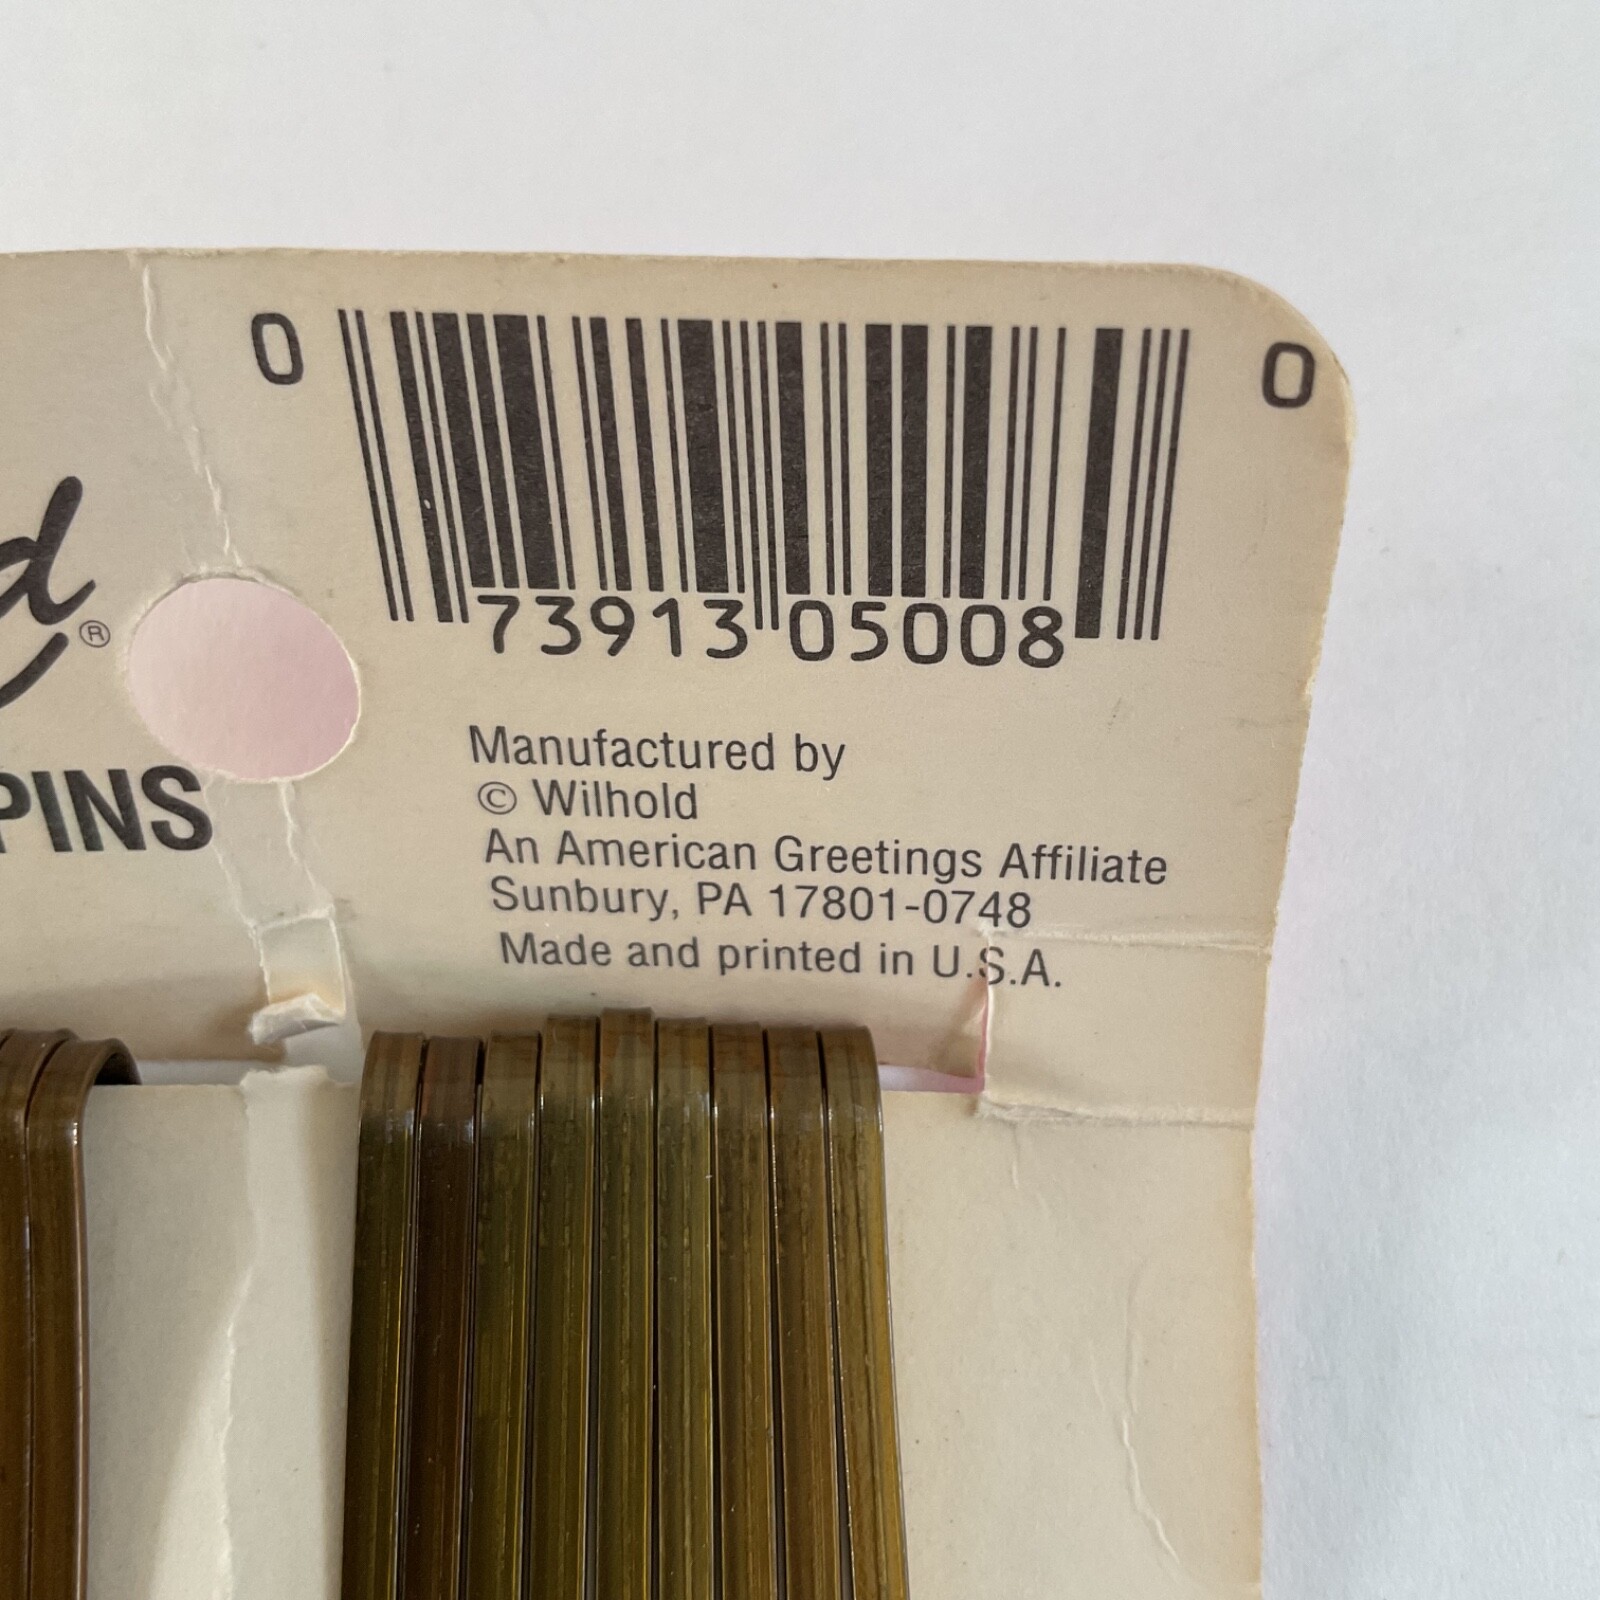 0 73913 05008 0
d®
PINS
Manufactured by
© Wilhold
An American Greetings Affiliate
Sunbury, PA 17801-0748
Made and printed in U.S.A.